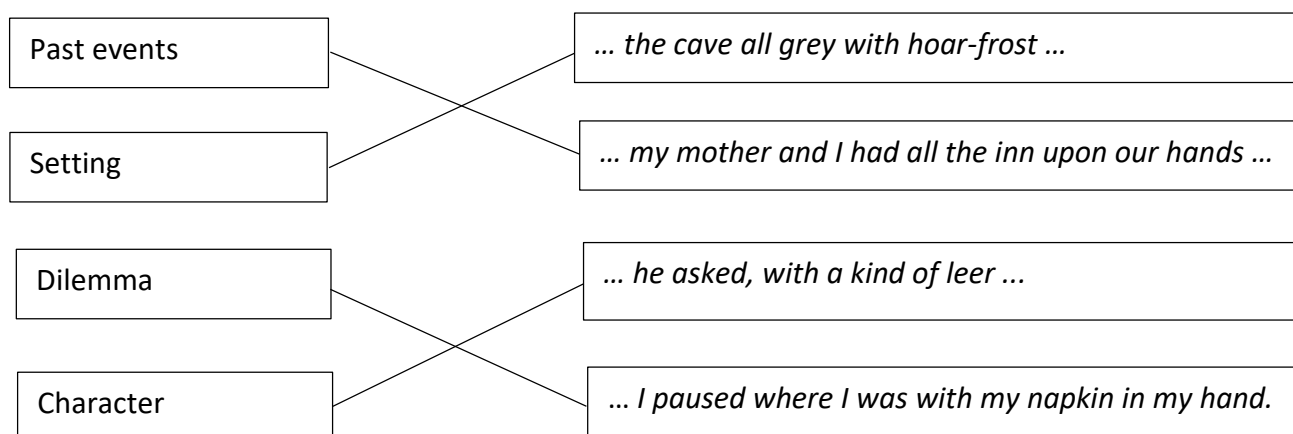 Past events
… the cave all grey with hoar-frost …
Setting
… my mother and I had all the inn upon our hands …
Dilemma
… he asked, with a kind of leer ...
Character
… I paused where I was with my napkin in my hand.